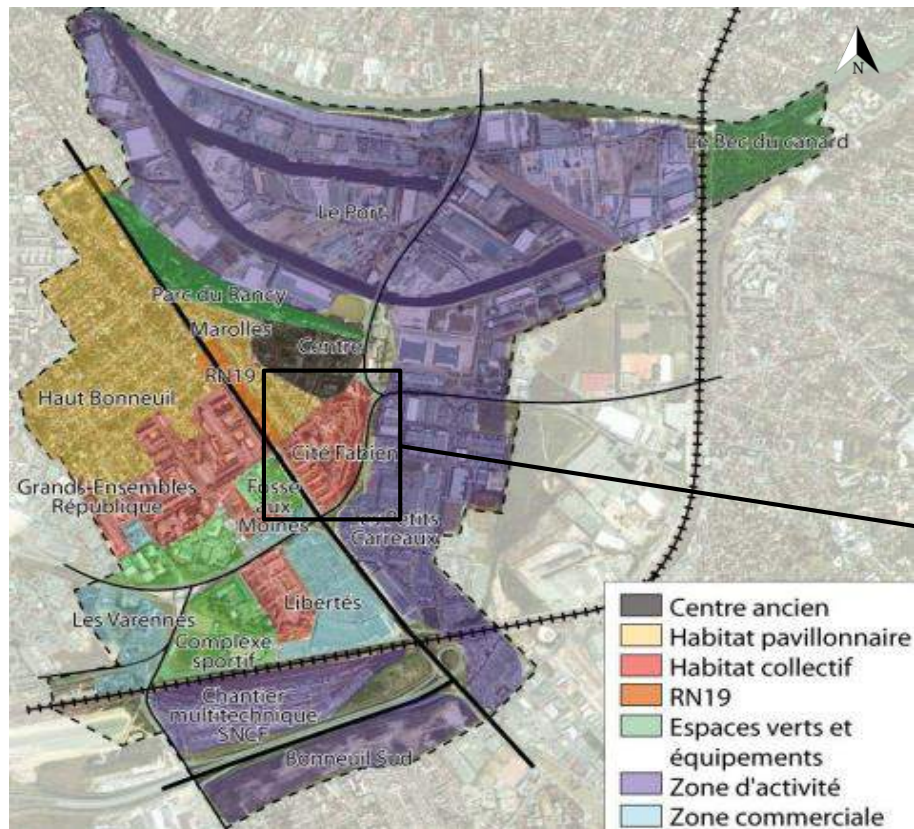 N
Le Bec du canard
Le Port
Parc du Rancy
Marolles
Centre
RN19
Haut Bonneuil
Cité Fabien
Grands-Ensembles
République
Fosse
aux
Moines
Les Petits
Carreaux
Les Varennes
Libertés
Complexe
sportif
Chantier
multitechnique
SNCF
Bonneuil Sud
Centre ancien
Habitat pavillonnaire
Habitat collectif
RN19
Espaces verts et
équipements
Zone d'activité
Zone commerciale